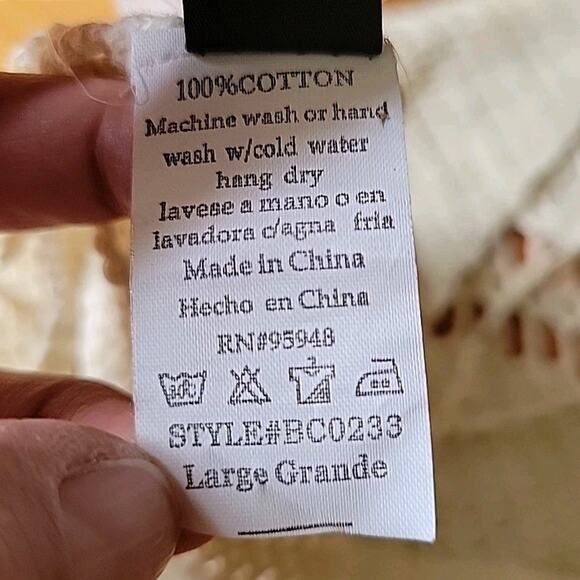 100%COTTON
Machine wash or hand
wash w/cold water
hang dry
lavese a mano o en
lavadora c/agna fria
Made in China
Hecho en China
RN#95948
STYLE#BC0233
Large Grande